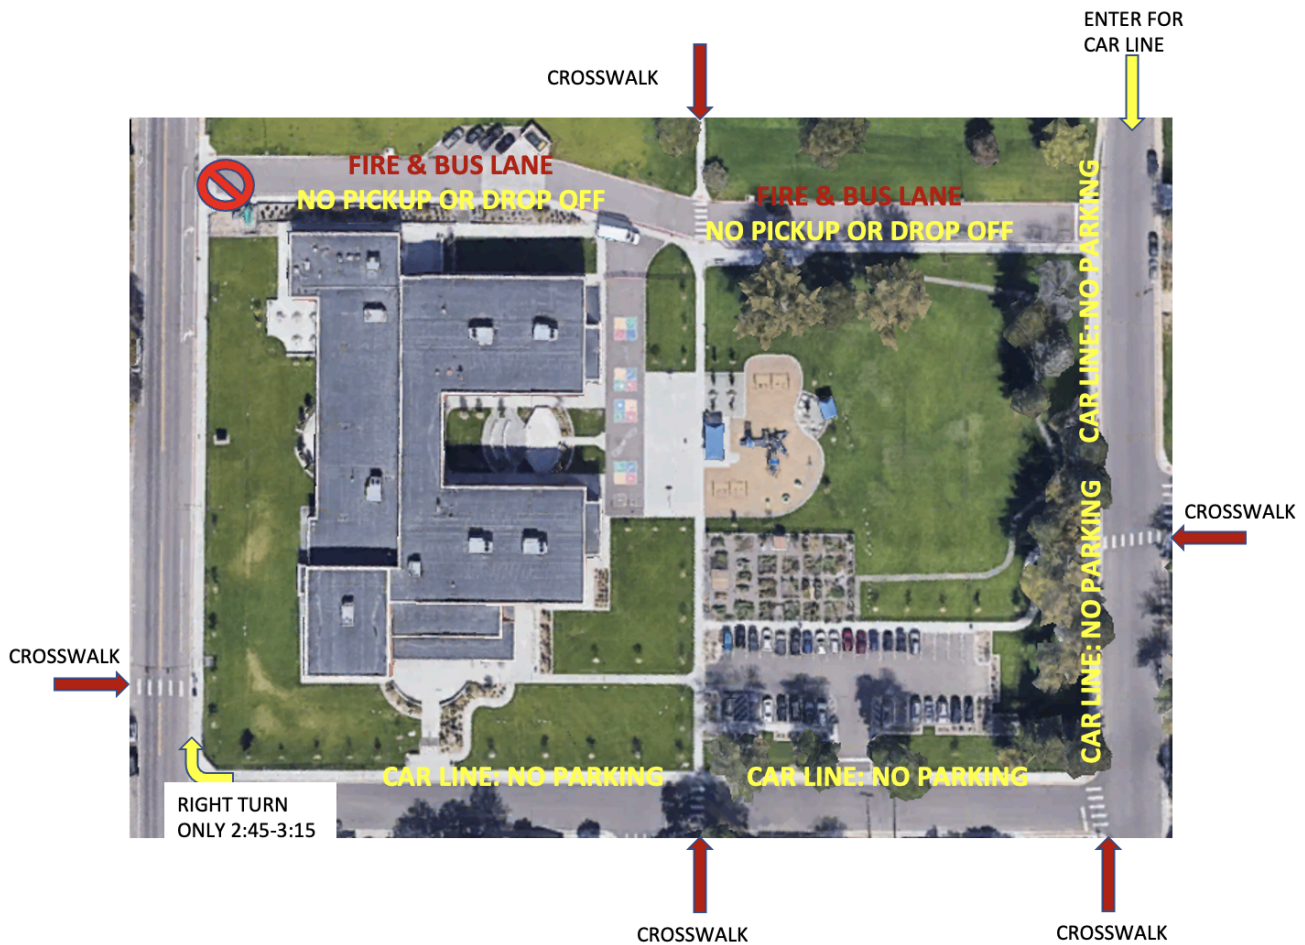 ENTER FOR
CAR LINE
CROSSWALK
FIRE & BUS LANE
NO PICKUP OR DROP OFF
FIRE & BUS LANE
NO PICKUP OR DROP OFF
CAR LINE: NO PARKING
CROSSWALK
CAR LINE: NO PARKING
CROSSWALK
CAR LINE: NO PARKING
CAR LINE: NO PARKING
RIGHT TURN
ONLY 2:45-3:15
CROSSWALK
CROSSWALK